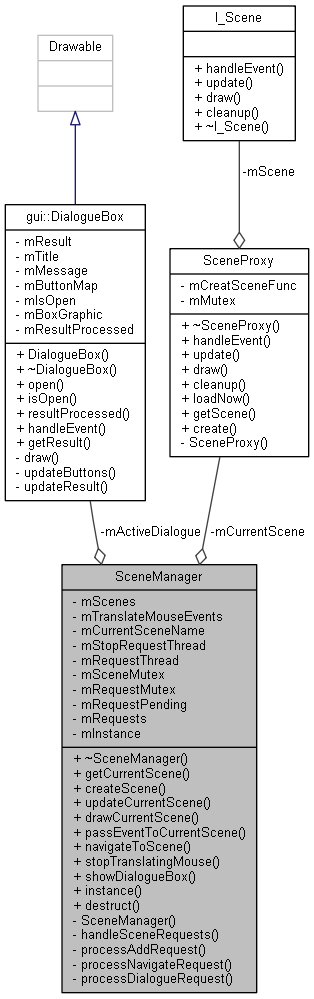 I_Scene
+ handleEvent()
+ update()
+ draw()
+ cleanup()
+ ~I_Scene()
Drawable
-mScene
gui::DialogueBox
- mResult
- mTitle
- mMessage
- mButtonMap
- mIsOpen
- mBoxGraphic
- mResultProcessed
+ DialogueBox()
+ ~DialogueBox()
+ open()
+ isOpen()
+ resultProcessed()
+ handleEvent()
+ getResult()
- draw()
- updateButtons()
- updateResult()
SceneProxy
- mCreatSceneFunc
- mMutex
+ ~SceneProxy()
+ handleEvent()
+ update()
+ draw()
+ cleanup()
+ loadNow()
+ getScene()
+ create()
- SceneProxy()
-mActiveDialogue
-mCurrentScene
SceneManager
- mScenes
- mTranslateMouseEvents
- mCurrentSceneName
- mStopRequestThread
- mRequestThread
- mSceneMutex
- mRequestMutex
- mRequestPending
- mRequests
- mInstance
+ ~SceneManager()
+ getCurrentScene()
+ createScene()
+ updateCurrentScene()
+ drawCurrentScene()
+ passEventToCurrentScene()
+ navigateToScene()
+ stopTranslatingMouse()
+ showDialogueBox()
+ instance()
+ destruct()
- SceneManager()
- handleSceneRequests()
- processAddRequest()
- processNavigateRequest()
- processDialogueRequest()